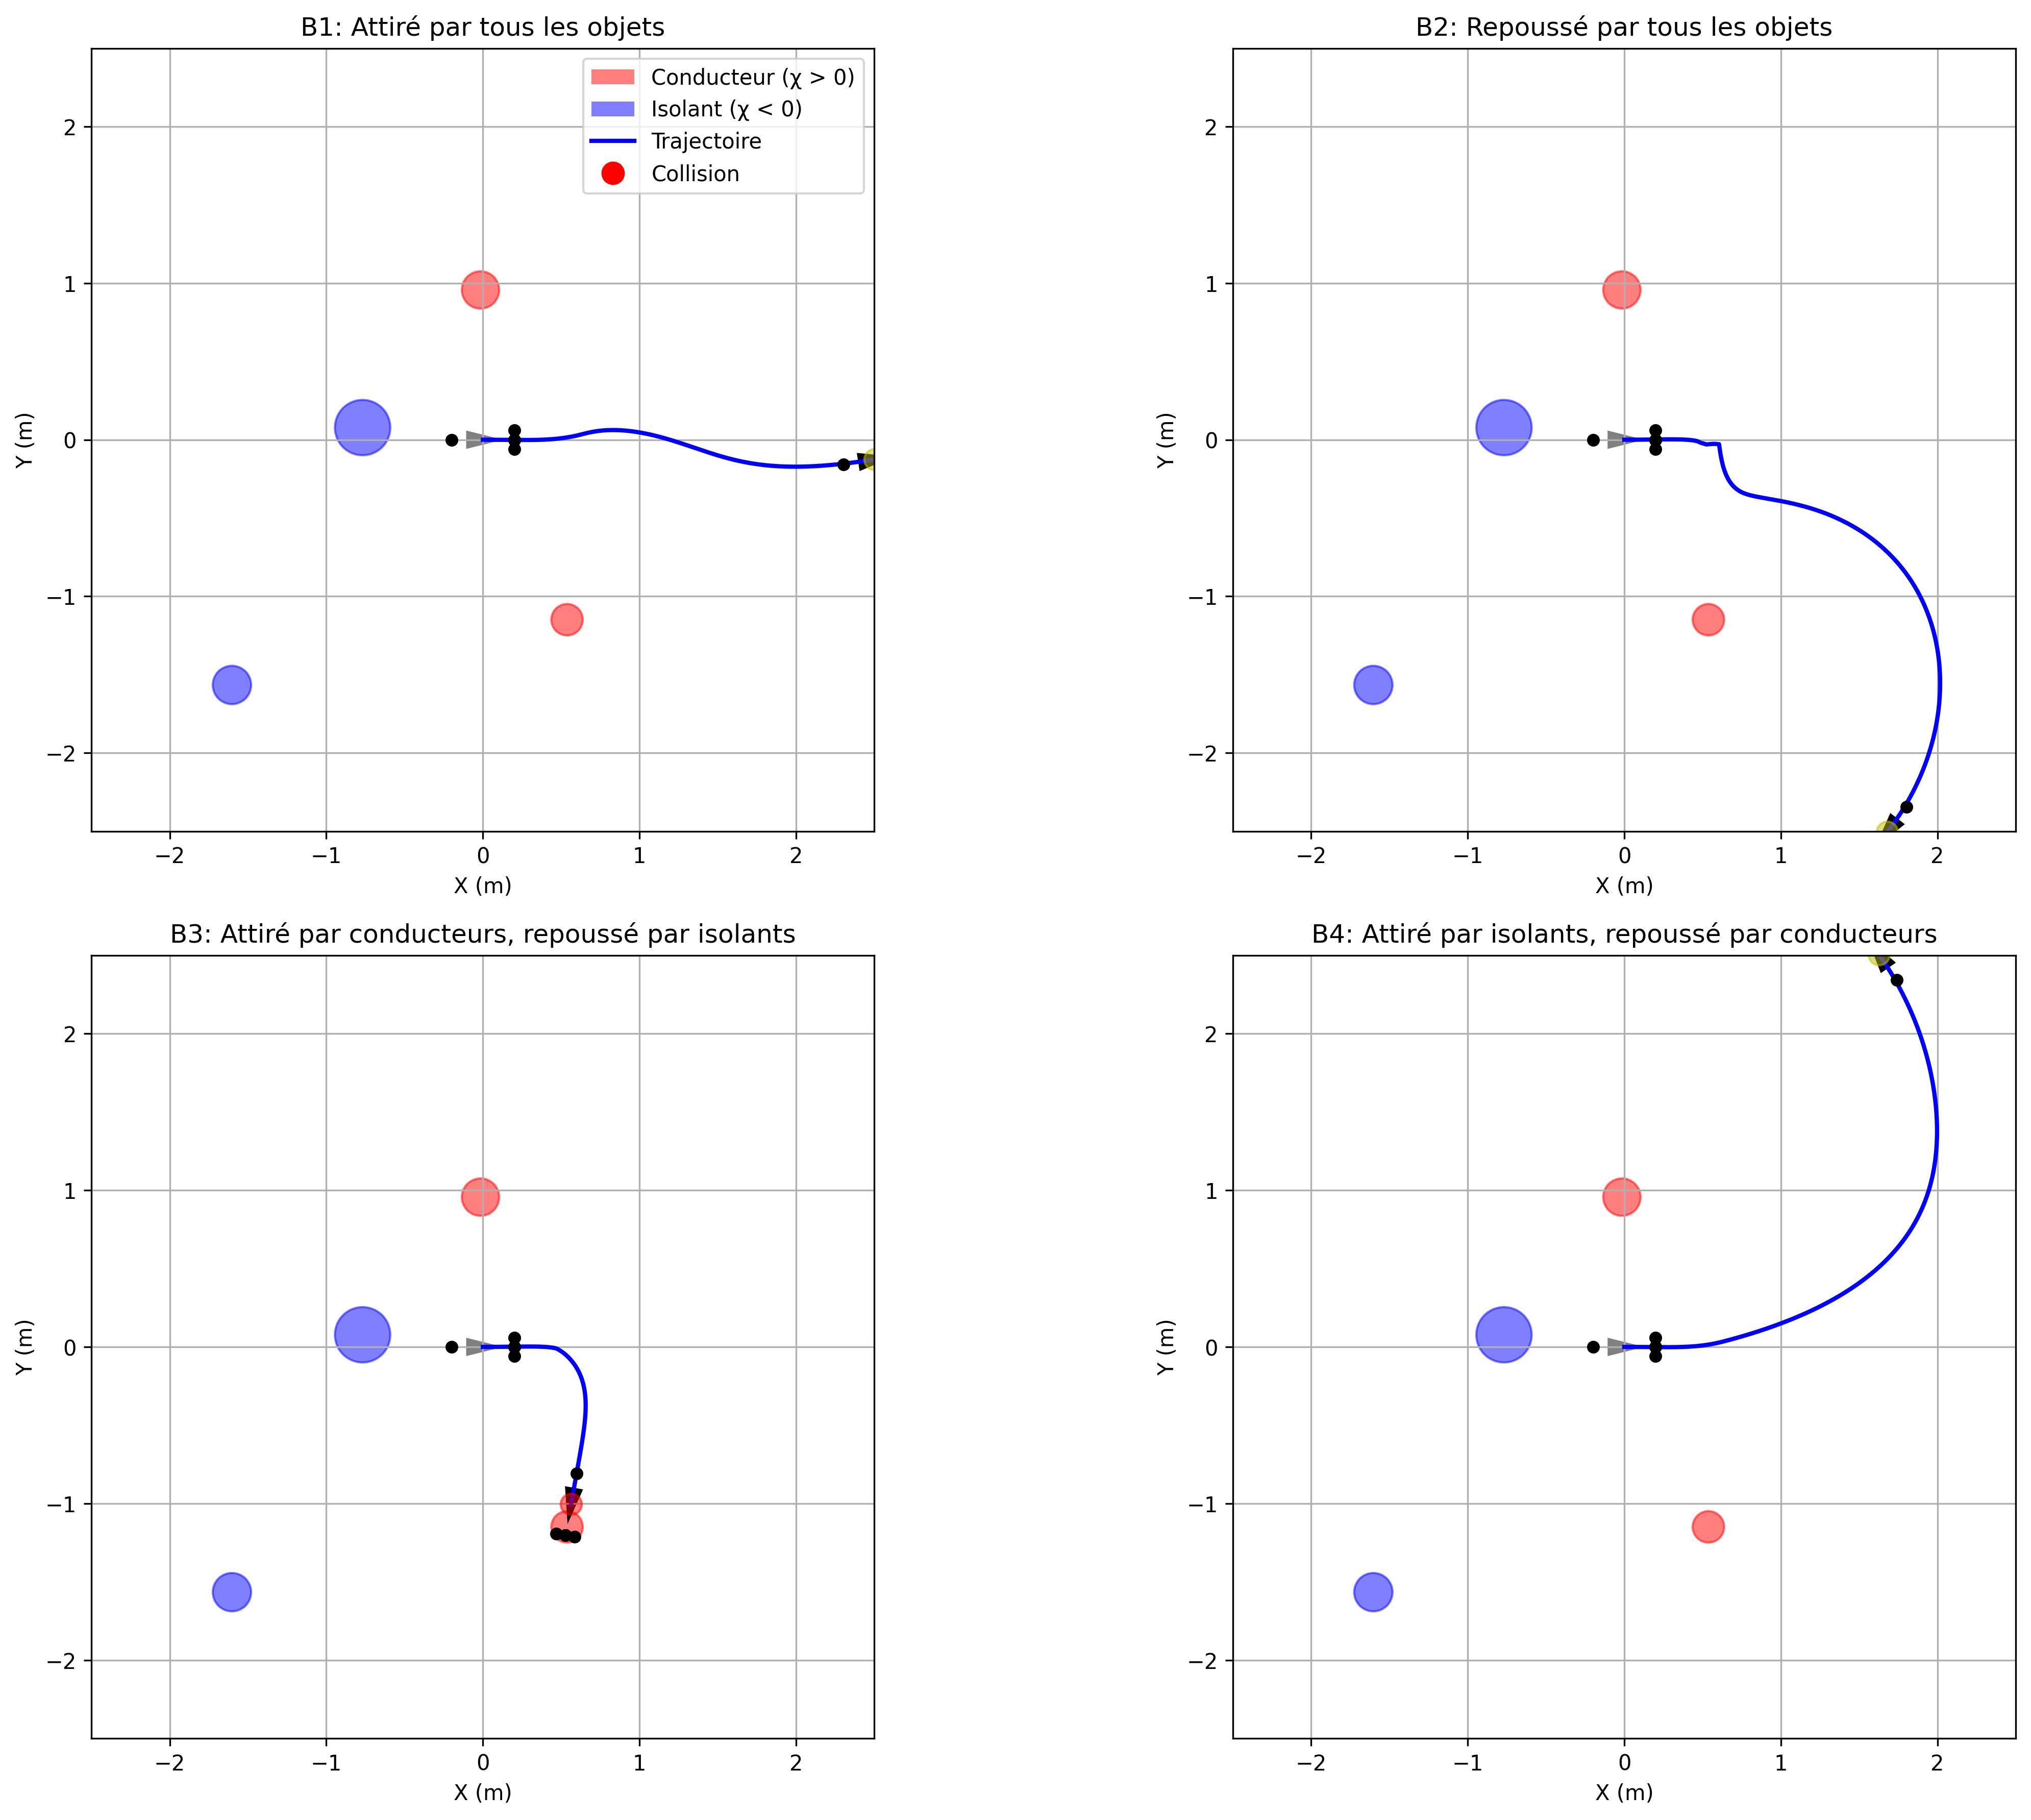 B1: Attiré par tous les objets
Conducteur (χ > 0)
Isolant (χ < 0)
Trajectoire
Collision
Y (m)
2
1
0
−1
−2
−2
−1
0
1
2
X (m)
B2: Repoussé par tous les objets
Y (m)
2
1
0
−1
−2
−2
−1
0
1
2
X (m)
B3: Attiré par conducteurs, repoussé par isolants
Y (m)
2
1
0
−1
−2
−2
−1
0
1
2
X (m)
B4: Attiré par isolants, repoussé par conducteurs
Y (m)
2
1
0
−1
−2
−2
−1
0
1
2
X (m)